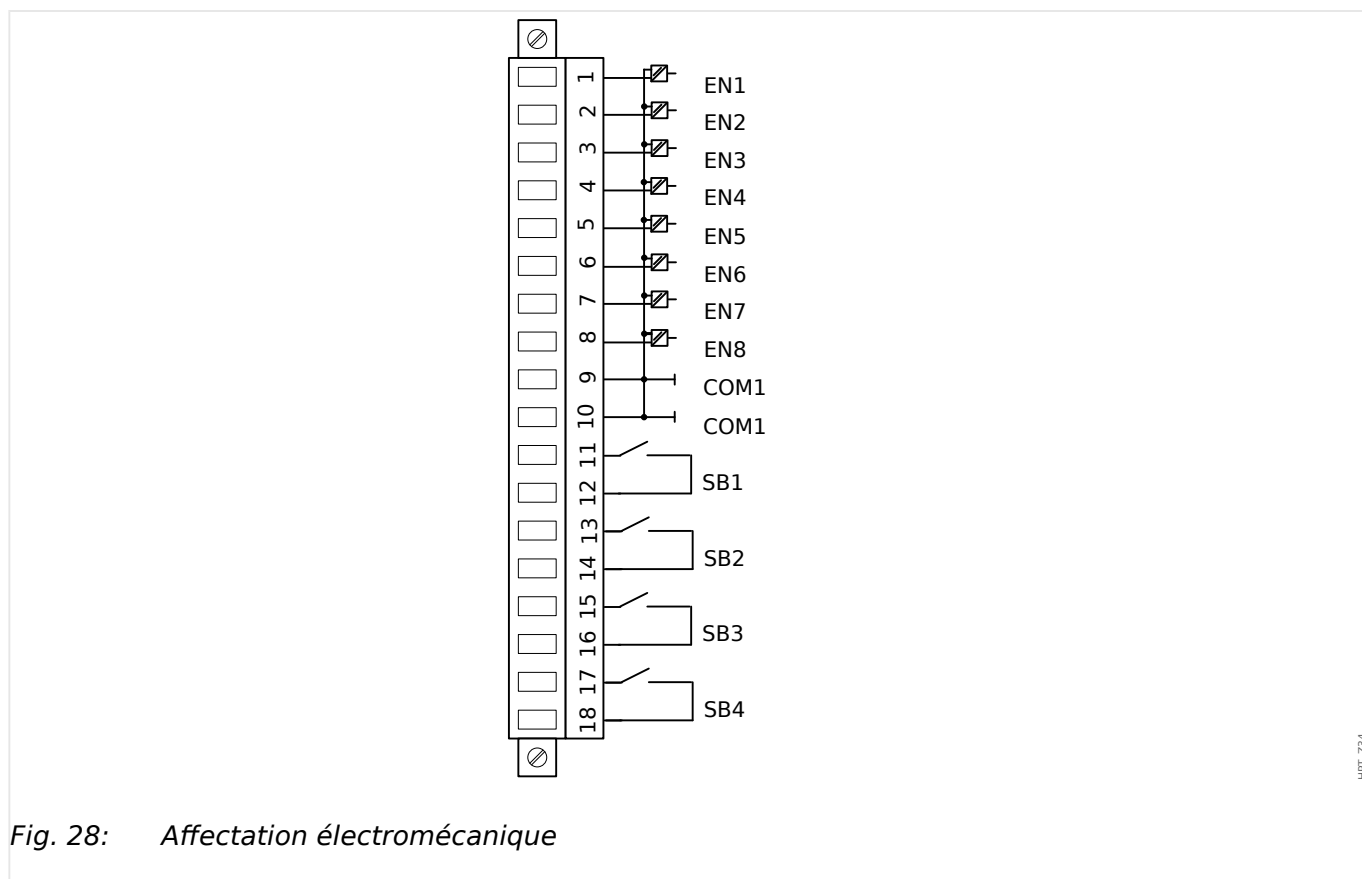 1 EN1
2 EN2
3 EN3
4 EN4
5 EN5
6 EN6
7 EN7
8 EN8
9 COM1
10 COM1
11
SB1
12
13
SB2
14
15
SB3
16
17
SB4
18
Fig. 28: Affectation électromécanique